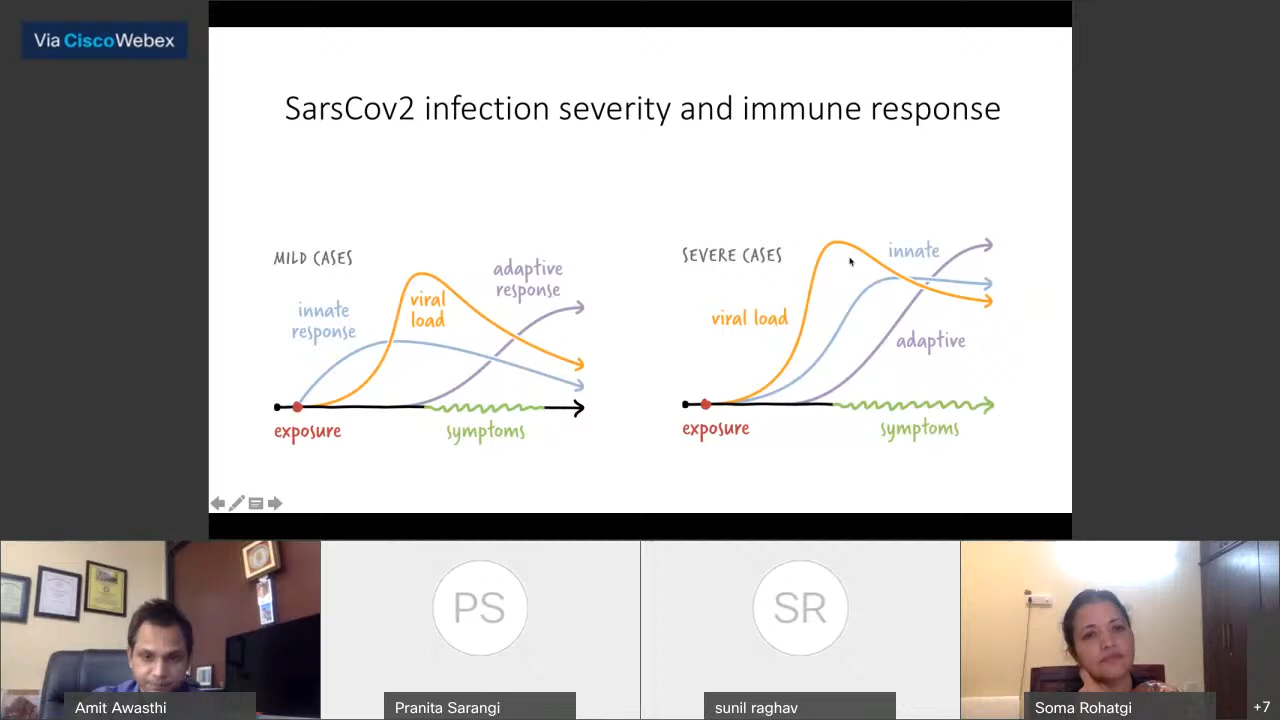 Via CiscoWebex
SarsCov2 infection severity and immune response
MILD CASES
innate
response
viral
load
adaptive
response
exposure
symptoms
SEVERE CASES
viral load
innate
adaptive
exposure
symptoms
PS
SR
Amit Awasthi
Pranita Sarangi
sunil raghav
Soma Rohatgi
+7